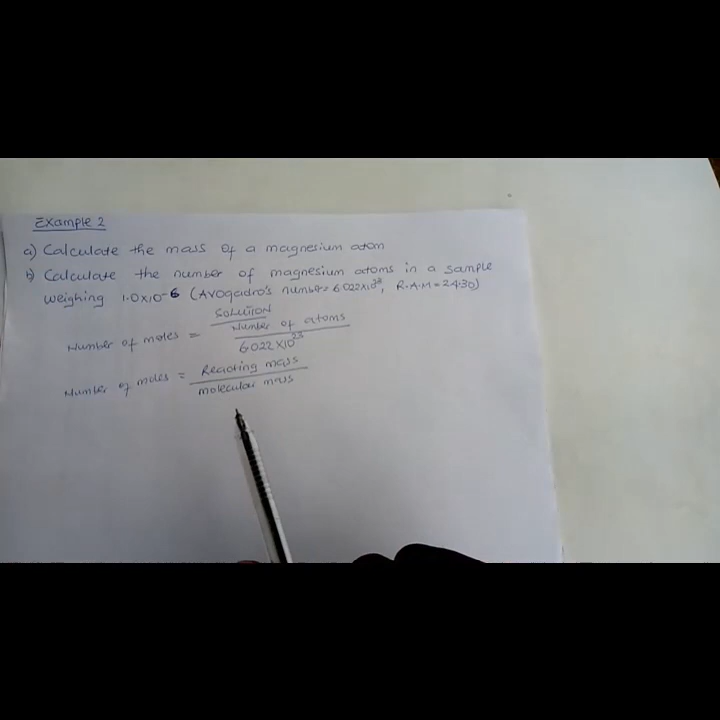 Example 2
a) Calculate the mass of a magnesium atom
b) Calculate the number of magnesium atoms in a sample
weighing 1.0x10-6 (Avogadro's number= 6.022x10²³, R.A.M = 24.30)
SOLUTION
Number of moles = Number of atoms
6.022 x10²³
Number of moles = Reacting mass
molecular mass